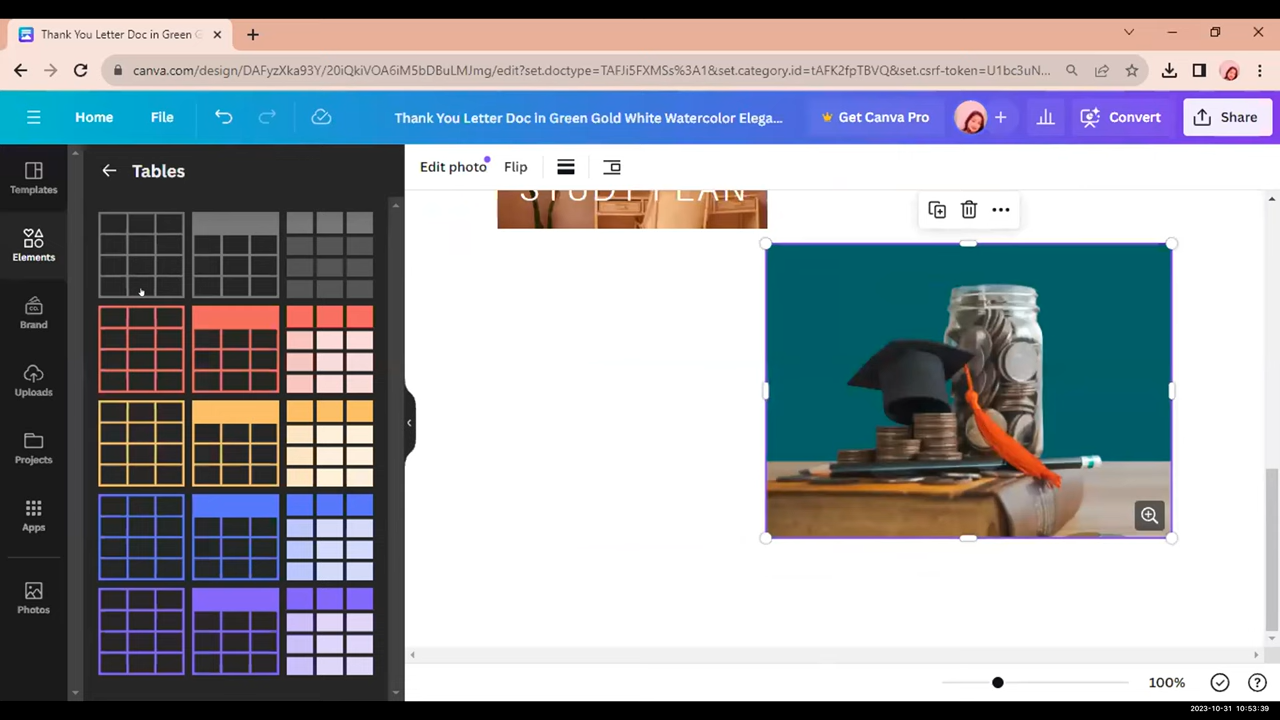 Thank You Letter Doc in Green G
canva.com/design/DAFyzXka93Y/20iQkiVOA6iM5bDBuLMJmg/edit?set.doctype=TAFJi5FXMSs%3A1&set.category.id=tAFK2fpTBVQ&set.csrf-token=U1bc3uN...
Home File Thank You Letter Doc in Green Gold White Watercolor Elega... Get Canva Pro Convert Share
Templates
Elements
Brand
Uploads
Projects
Apps
Photos
Tables
Edit photo Flip
STUDY PLAN
100%
2023-10-31 10:53:39